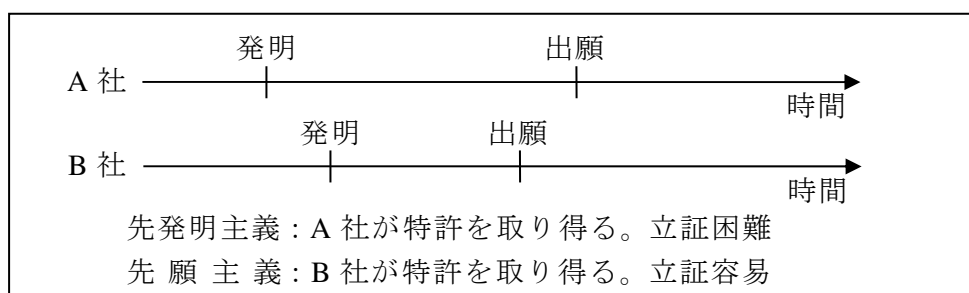 発明 出願
A 社
時間
発明 出願
B 社
時間
先発明主義：A 社が特許を取り得る。立証困難
先 願 主 義：B 社が特許を取り得る。立証容易